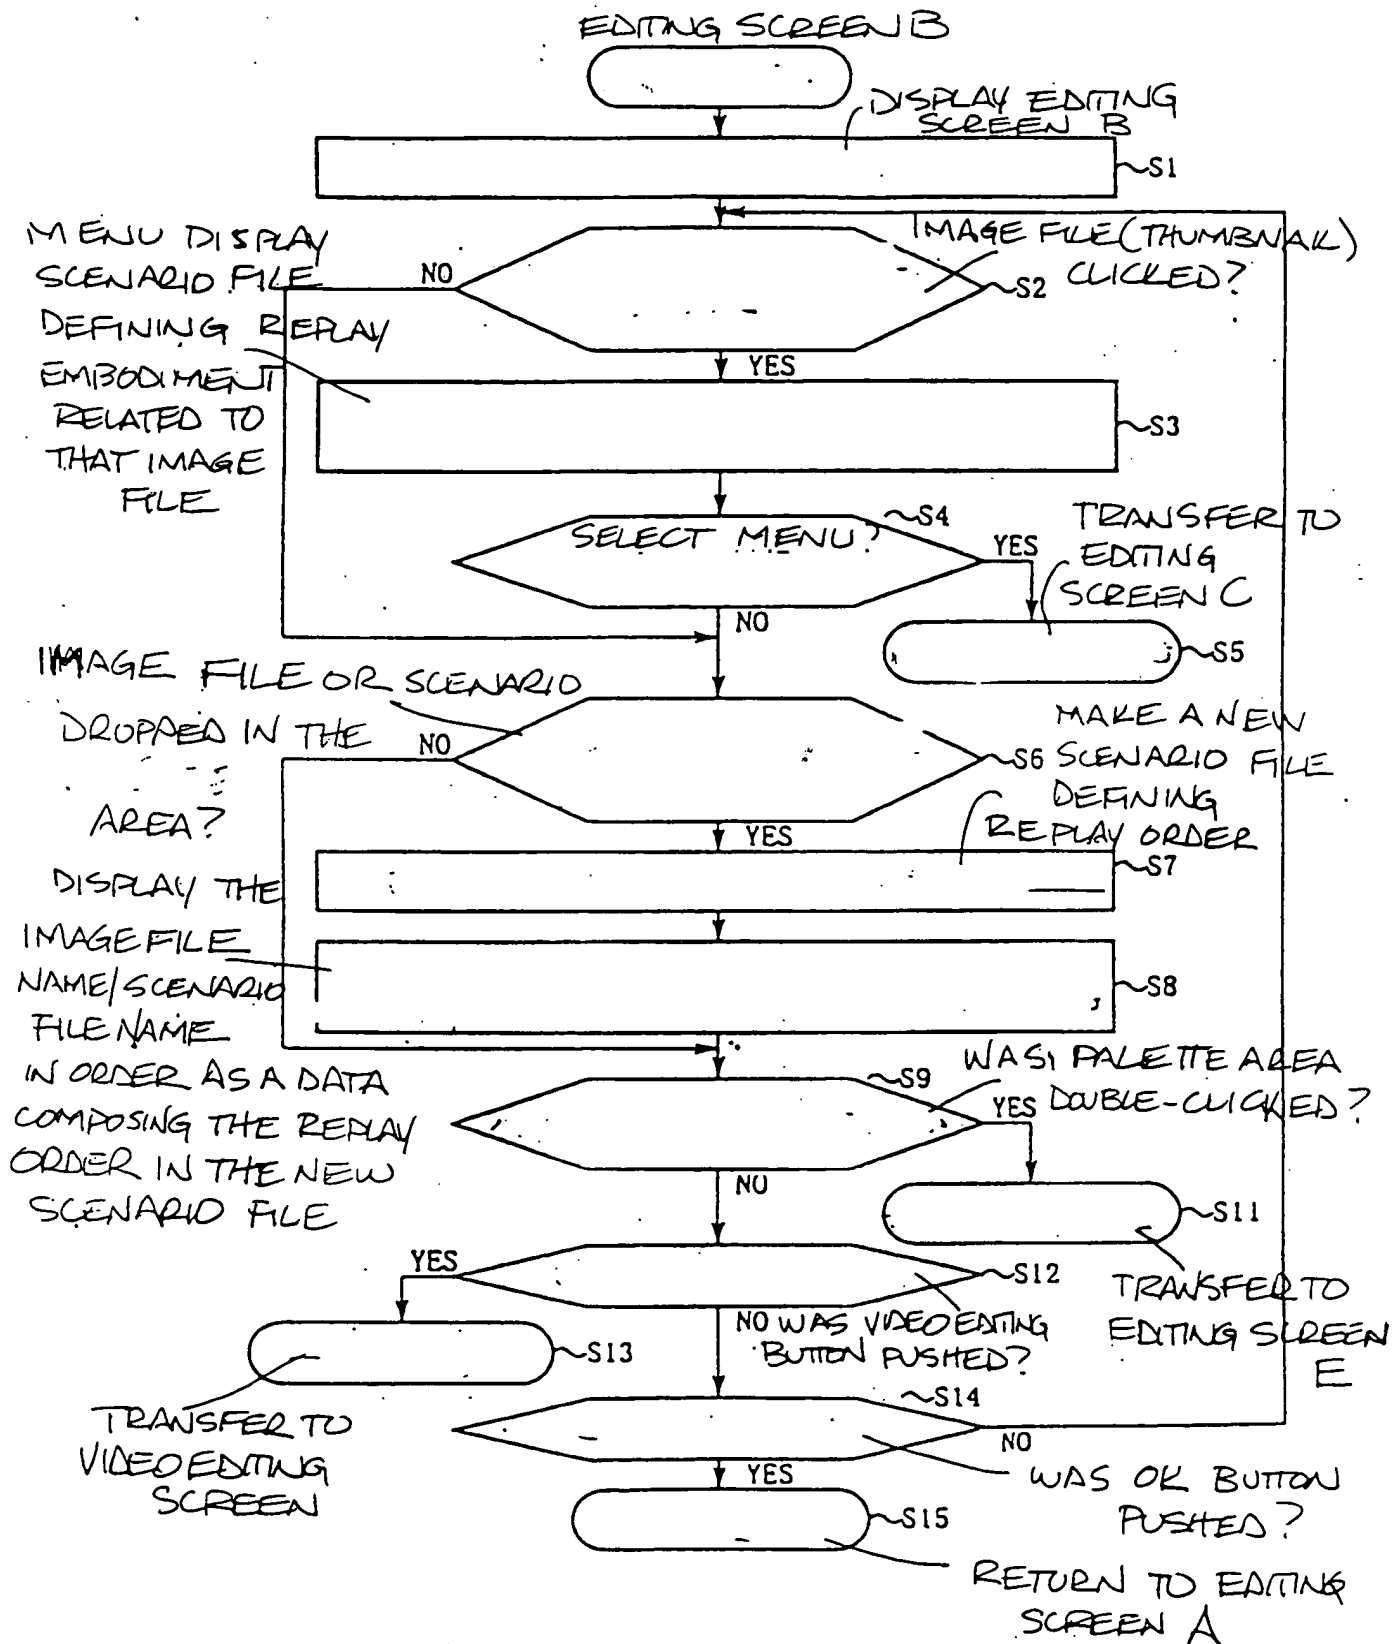 EDITING SCREEN B
DISPLAY EDITING
SCREEN B
S1
MENU DISPLAY
SCENARIO FILE
DEFINING REPLAY
EMBODIMENT
RELATED TO
THAT IMAGE
FILE
NO
IMAGE FILE (THUMBNAIL)
CLICKED?
S2
YES
S3
S4
SELECT MENU?
YES
TRANSFER TO
EDITING
SCREEN C
NO
S5
IMAGE FILE OR SCENARIO
DROPPED IN THE
AREA?
NO
S6
MAKE A NEW
SCENARIO FILE
DEFINING
REPLAY ORDER
YES
S7
DISPLAY THE
IMAGE FILE
NAME/SCENARIO
FILE NAME
IN ORDER AS A DATA
COMPOSING THE REPLAY
ORDER IN THE NEW
SCENARIO FILE
S8
S9
WAS PALETTE AREA
DOUBLE-CLICKED?
YES
NO
S11
TRANSFER TO
EDITING SCREEN
E
YES
S12
NO WAS VIDEO EDITING
BUTTON PUSHED?
S13
TRANSFER TO
VIDEO EDITING
SCREEN
S14
NO
WAS OK BUTTON
PUSHED?
YES
S15
RETURN TO EDITING
SCREEN A